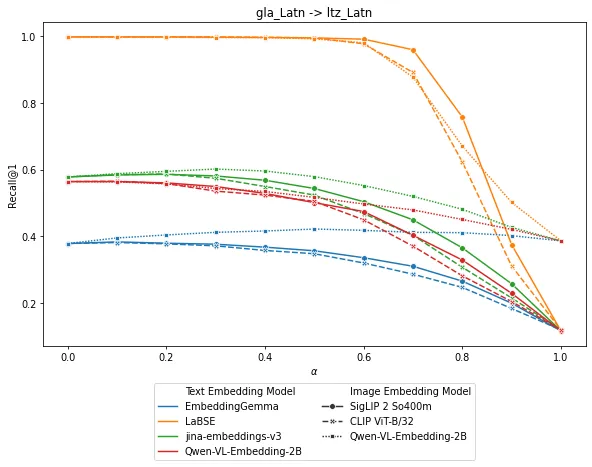 gla_Latn -> ltz_Latn
Recall@1
1.0
0.8
0.6
0.4
0.2
0.0 0.2 0.4 0.6 0.8 1.0
α
Text Embedding Model Image Embedding Model
EmbeddingGemma SigLIP 2 So400m
LaBSE CLIP ViT-B/32
jina-embeddings-v3 Qwen-VL-Embedding-2B
Qwen-VL-Embedding-2B